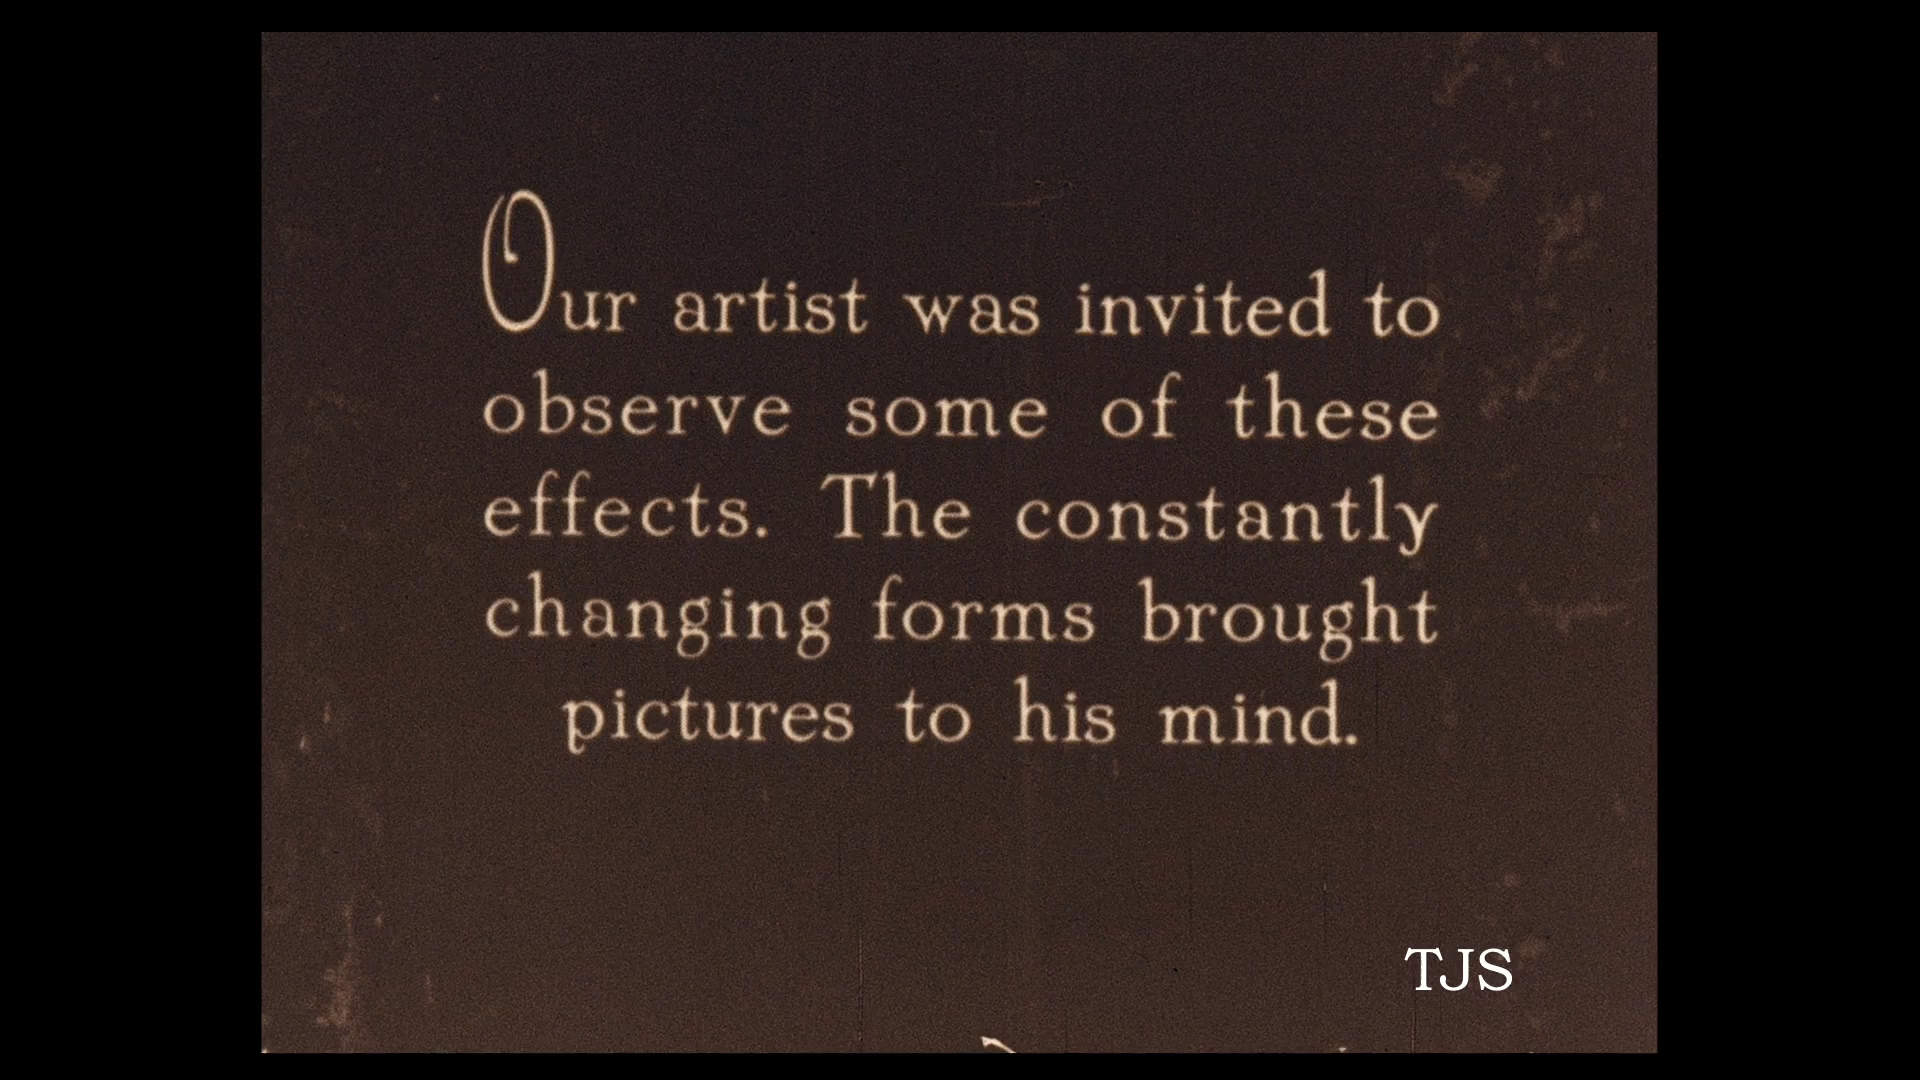 Our artist was invited to
observe some of these
effects. The constantly
changing forms brought
pictures to his mind.
TJS